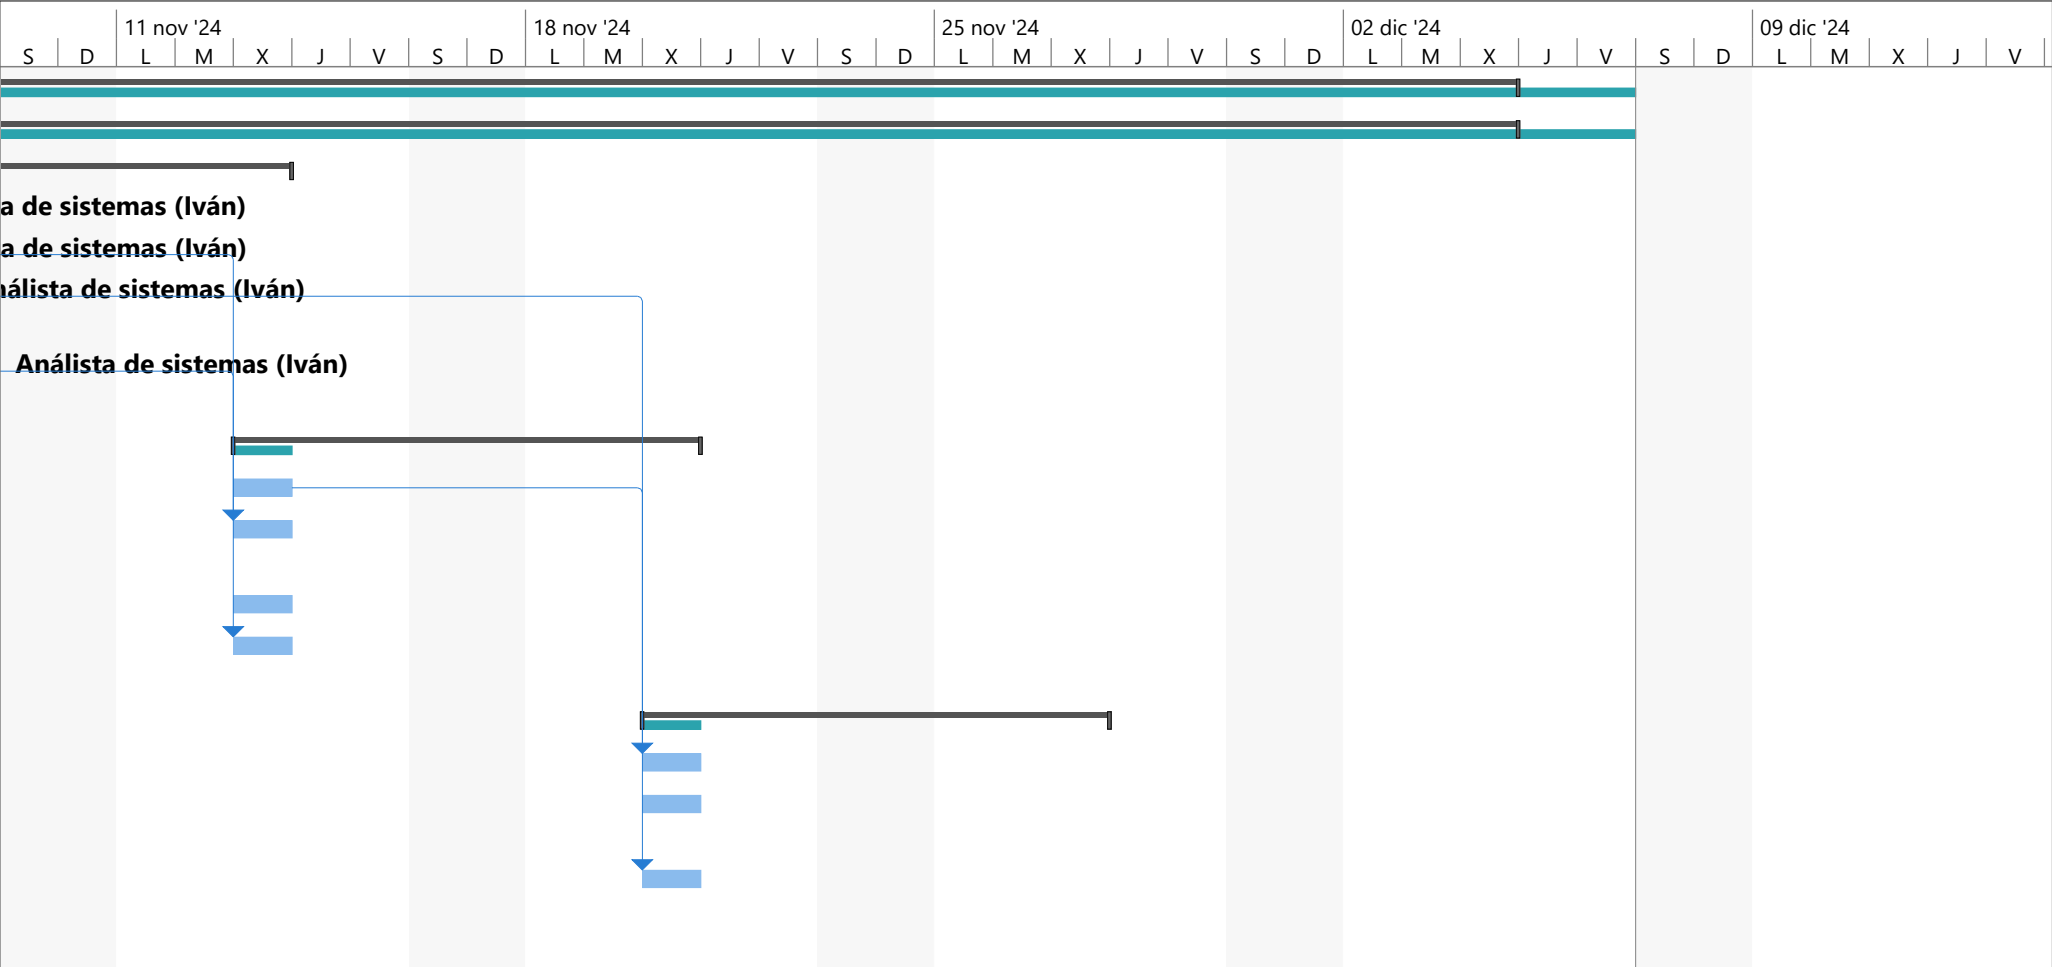 11 nov '24 18 nov '24 25 nov '24 02 dic '24 09 dic '24
S D L M X J V S D L M X J V S D L M X J V S D L M X J V S D L M X J V
a de sistemas (Iván)
a de sistemas (Iván)
nálista de sistemas (Iván)
Análista de sistemas (Iván)